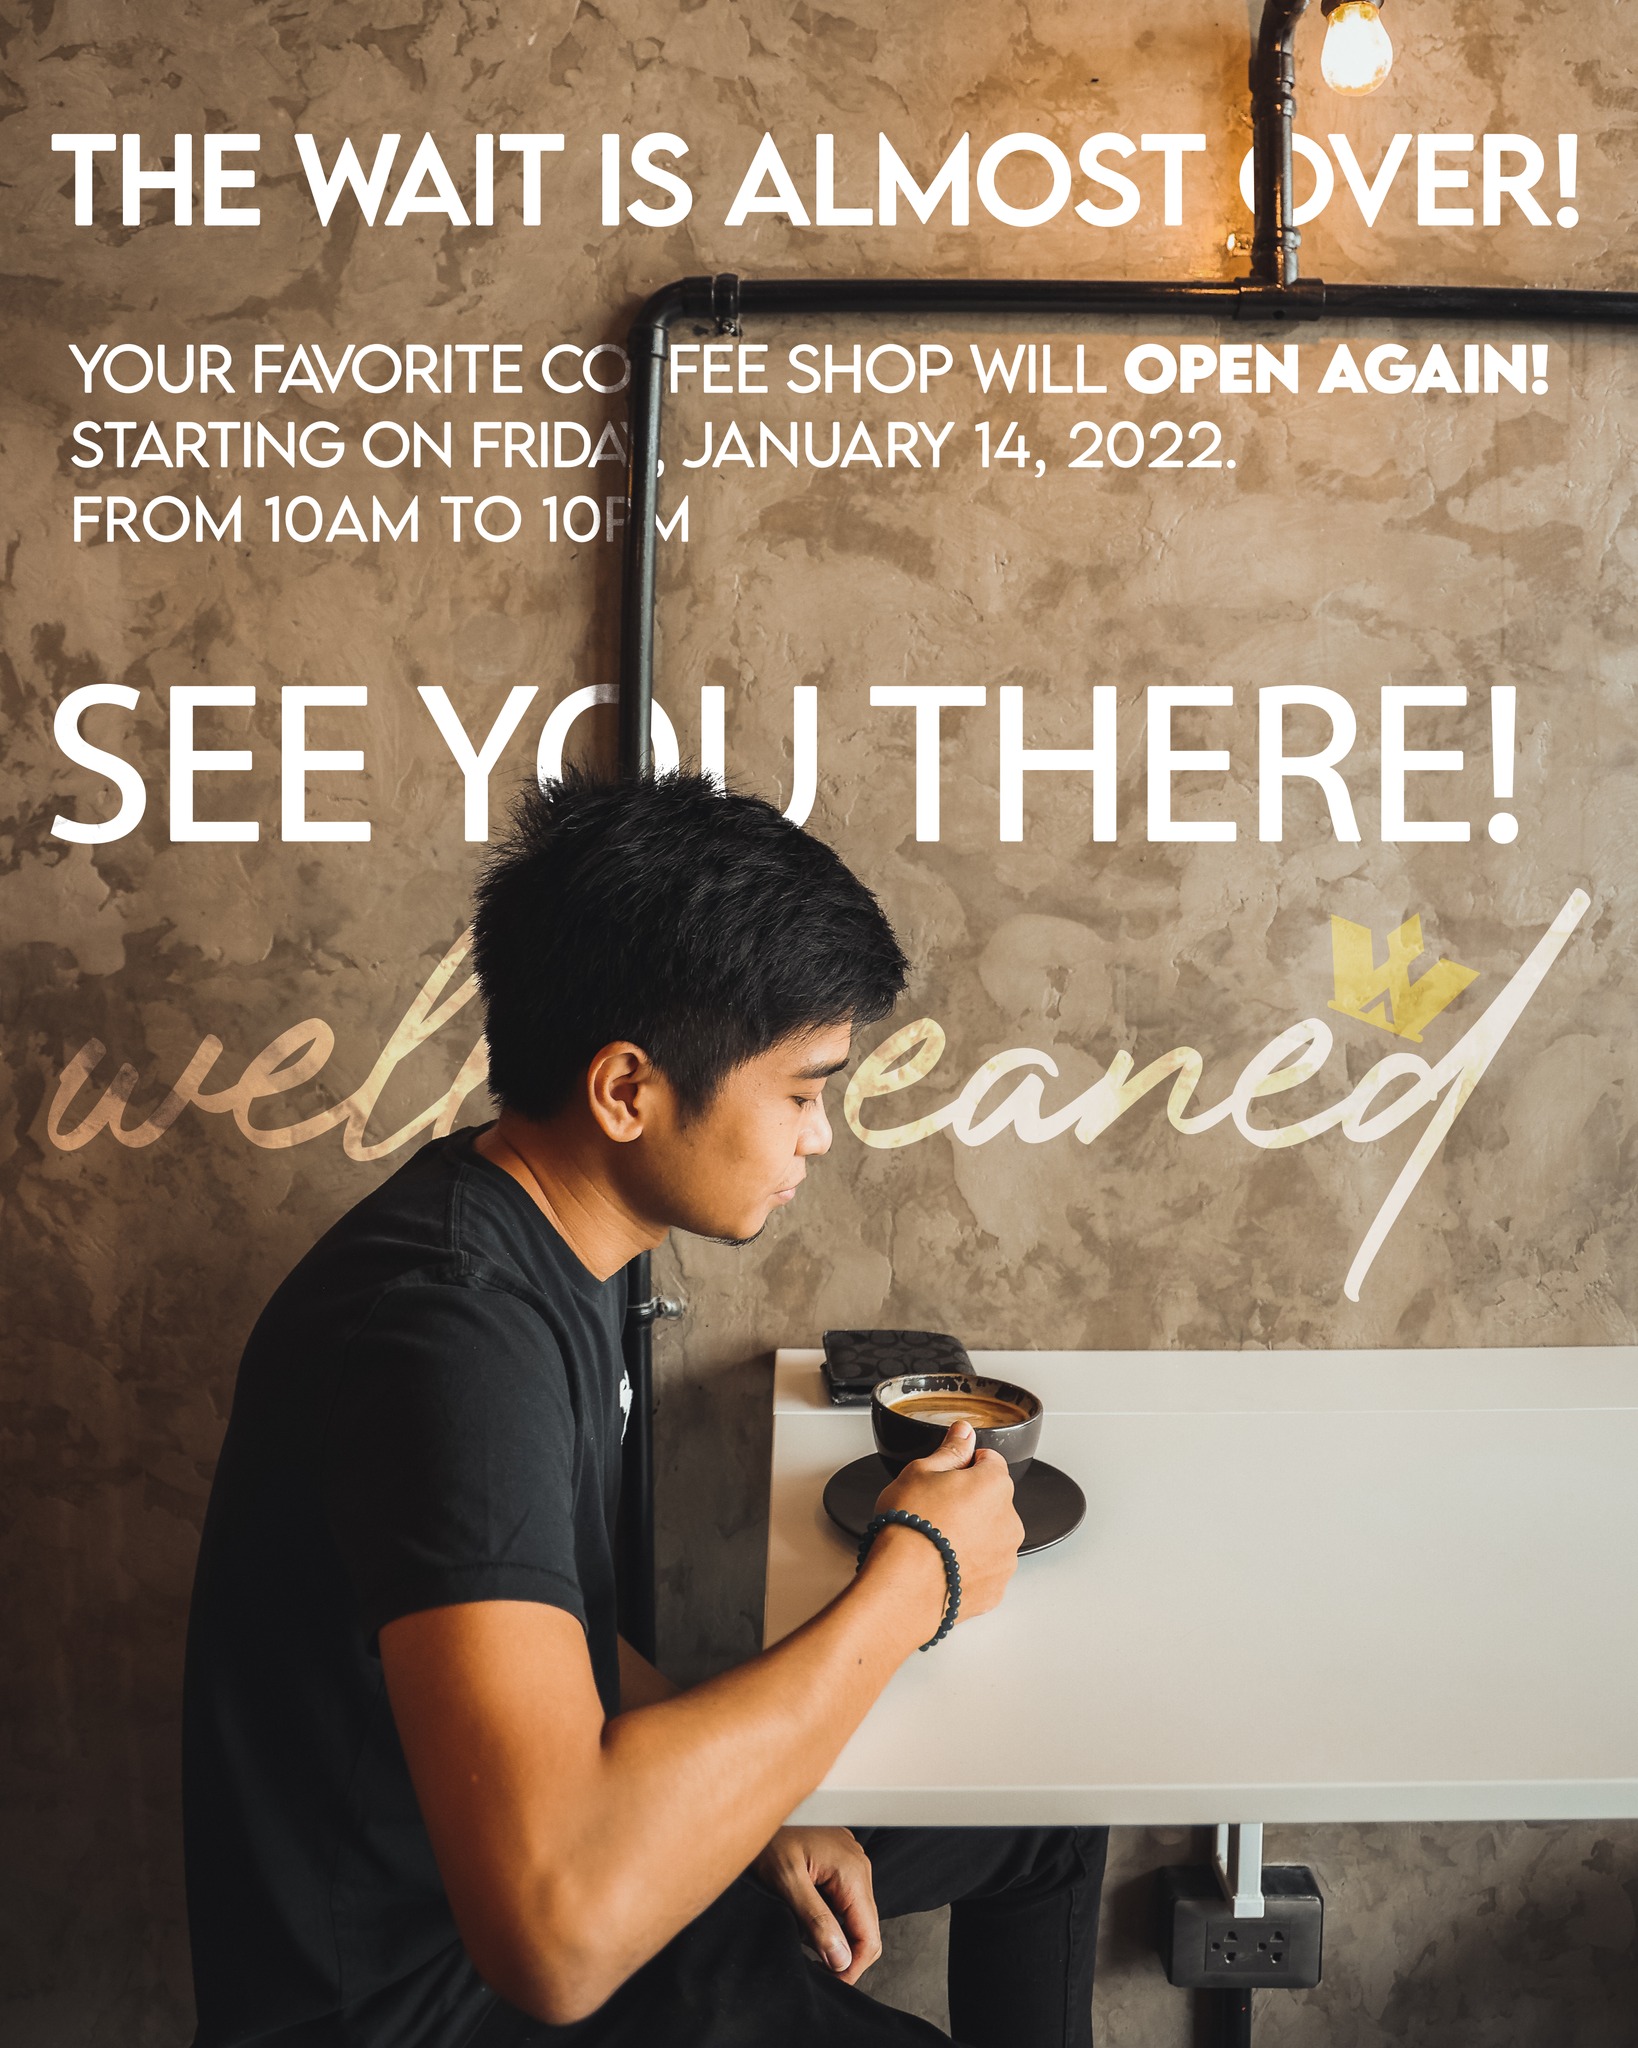 THE WAIT IS ALMOST OVER!
YOUR FAVORITE COFFEE SHOP WILL OPEN AGAIN!
STARTING ON FRIDAY, JANUARY 14, 2022.
FROM 10AM TO 10PM
SEE YOU THERE!